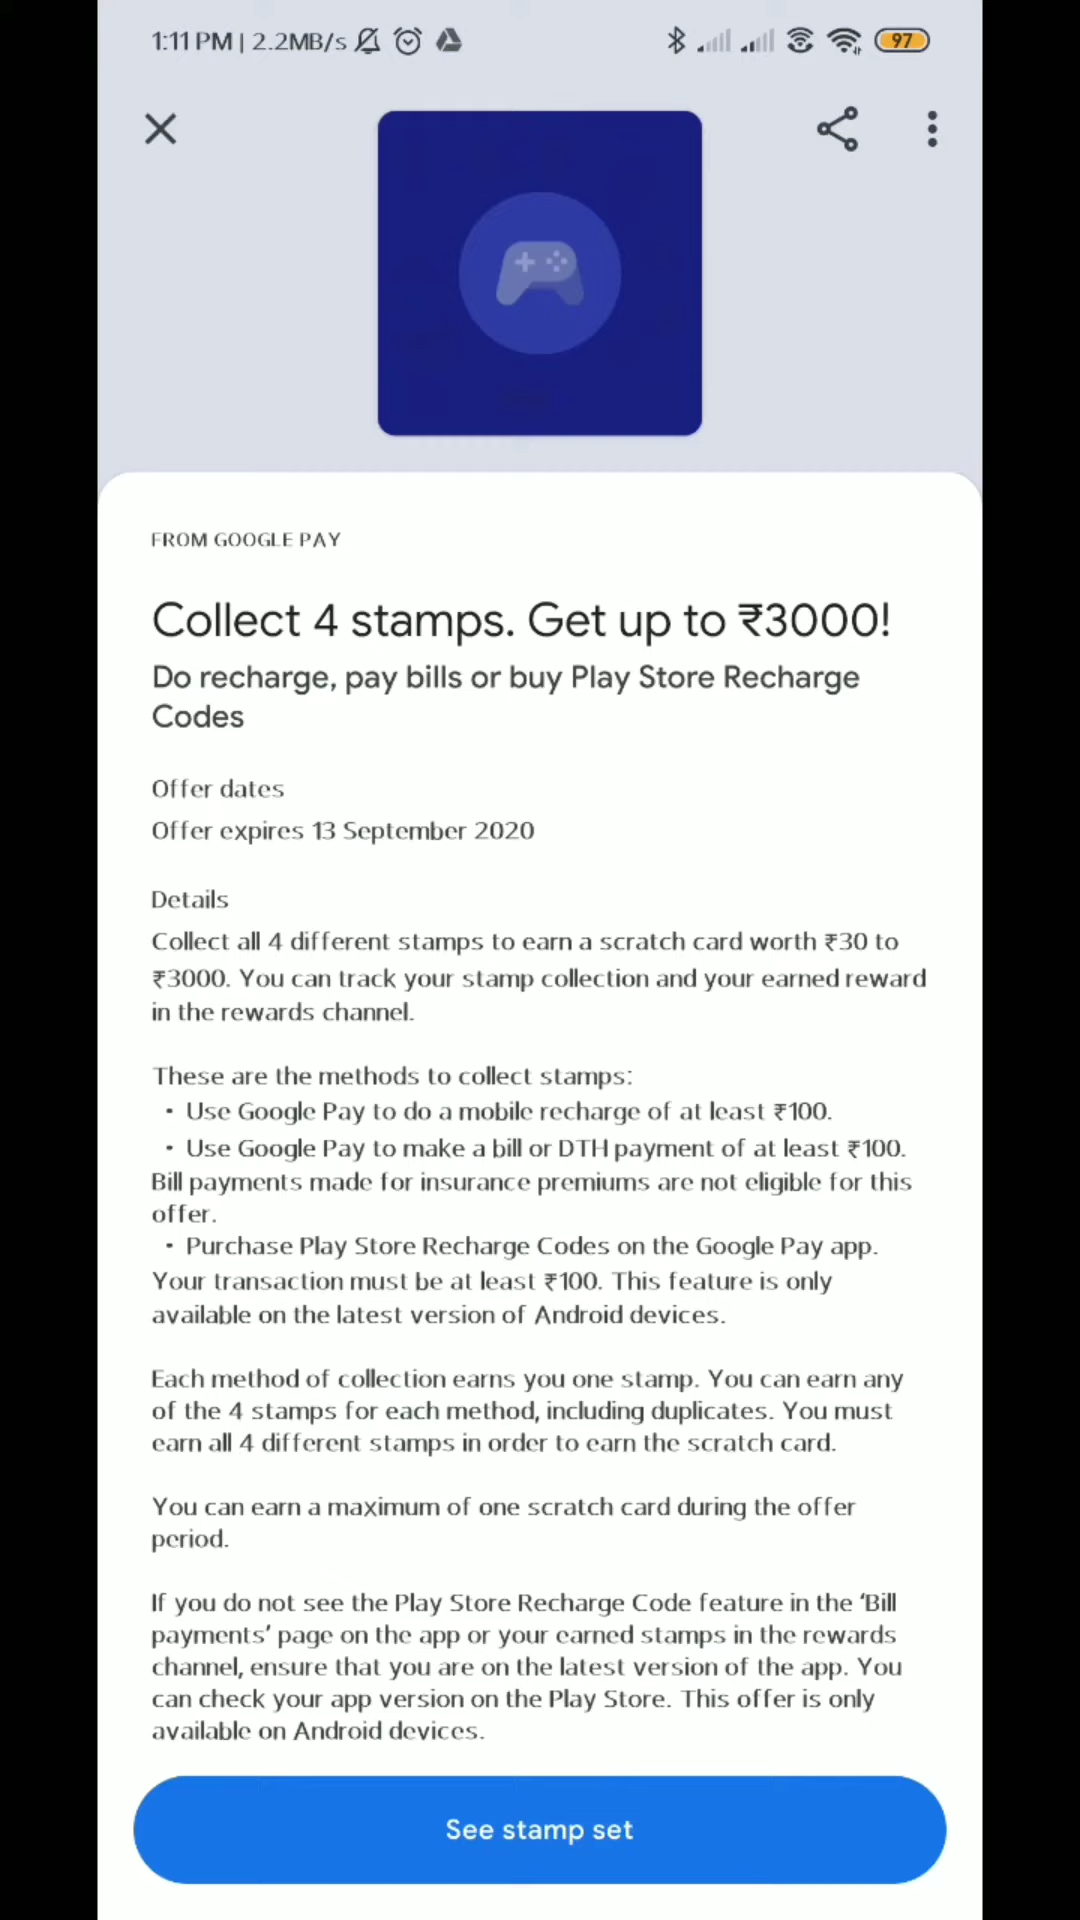 1:11 PM | 2.2MB/s
97
FROM GOOGLE PAY
Collect 4 stamps. Get up to ₹3000!
Do recharge, pay bills or buy Play Store Recharge
Codes
Offer dates
Offer expires 13 September 2020
Details
Collect all 4 different stamps to earn a scratch card worth ₹30 to
₹3000. You can track your stamp collection and your earned reward
in the rewards channel.
These are the methods to collect stamps:
• Use Google Pay to do a mobile recharge of at least ₹100.
• Use Google Pay to make a bill or DTH payment of at least ₹100.
Bill payments made for insurance premiums are not eligible for this
offer.
• Purchase Play Store Recharge Codes on the Google Pay app.
Your transaction must be at least ₹100. This feature is only
available on the latest version of Android devices.
Each method of collection earns you one stamp. You can earn any
of the 4 stamps for each method, including duplicates. You must
earn all 4 different stamps in order to earn the scratch card.
You can earn a maximum of one scratch card during the offer
period.
If you do not see the Play Store Recharge Code feature in the ‘Bill
payments’ page on the app or your earned stamps in the rewards
channel, ensure that you are on the latest version of the app. You
can check your app version on the Play Store. This offer is only
available on Android devices.
See stamp set